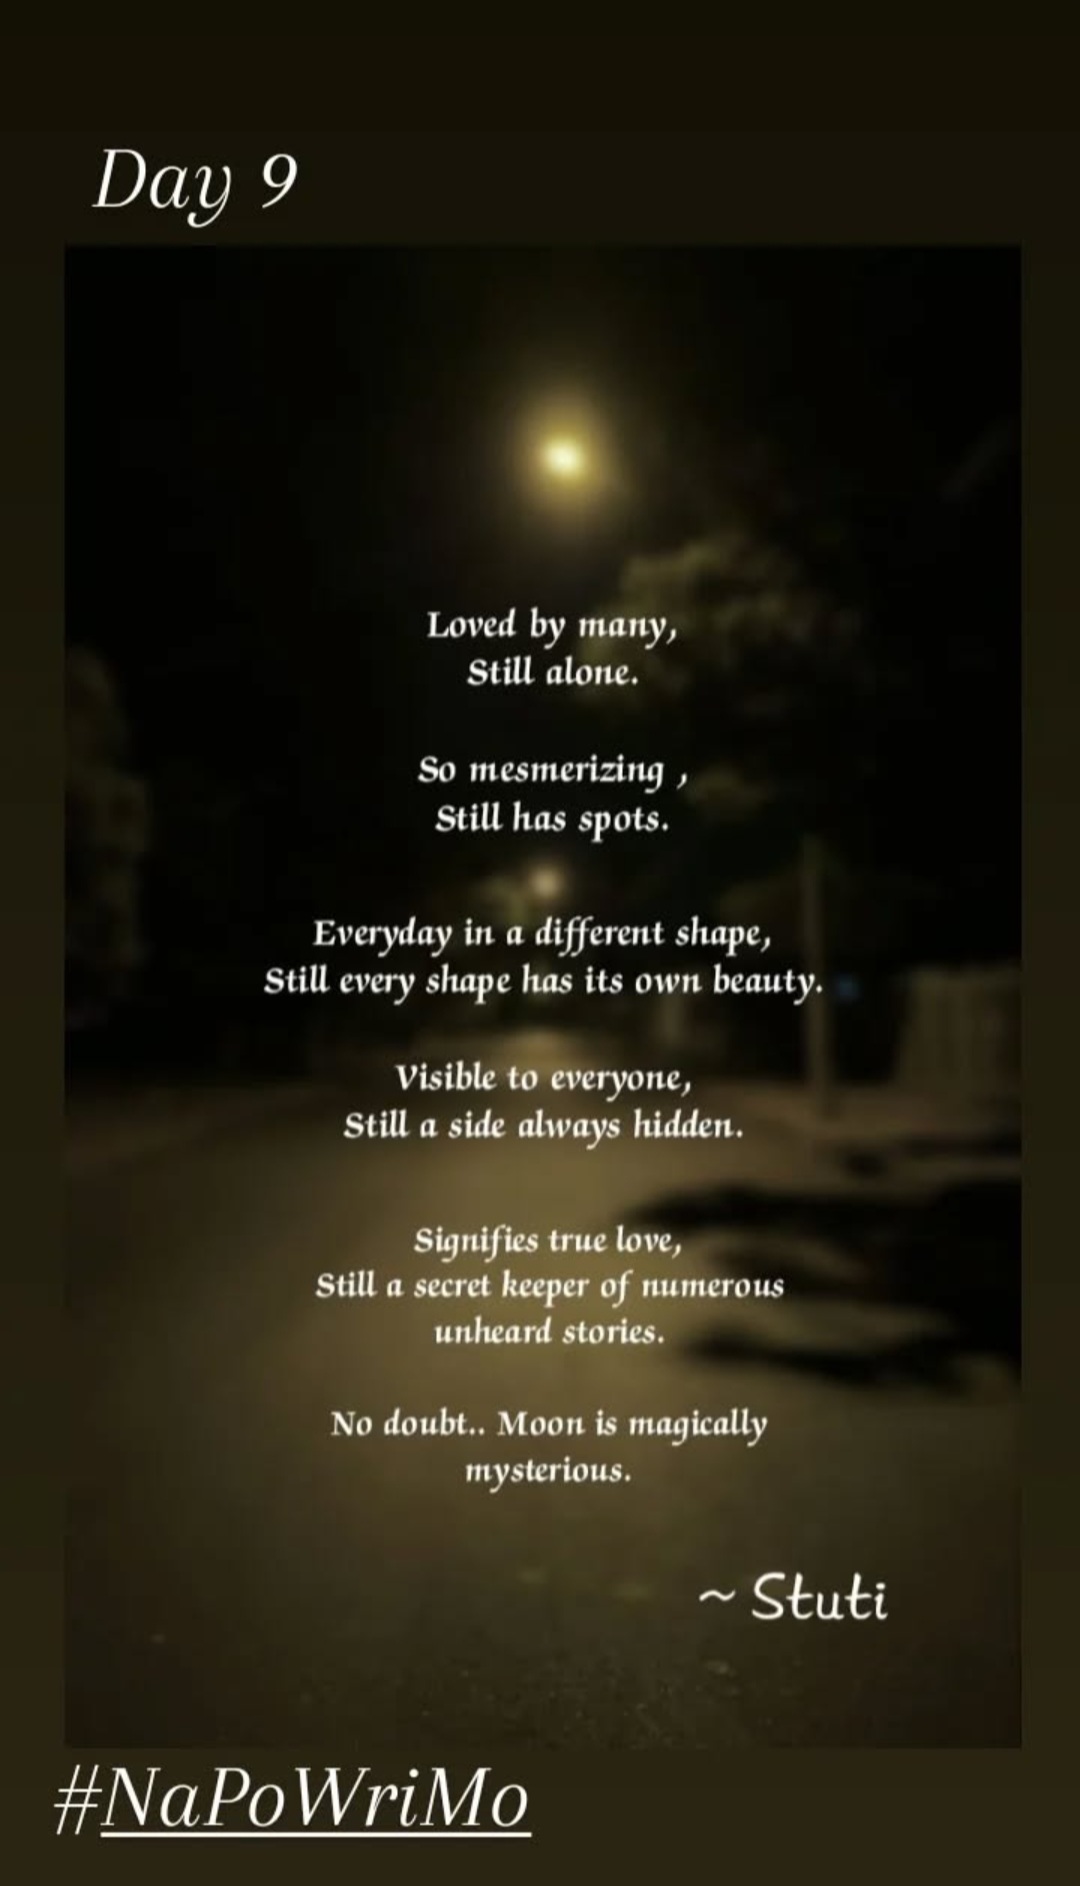 Day 9
Loved by many,
Still alone.
So mesmerizing ,
Still has spots.
Everyday in a different shape,
Still every shape has its own beauty.
Visible to everyone,
Still a side always hidden.
Signifies true love,
Still a secret keeper of numerous
unheard stories.
No doubt.. Moon is magically
mysterious.
~ Stuti
#NaPoWriMo